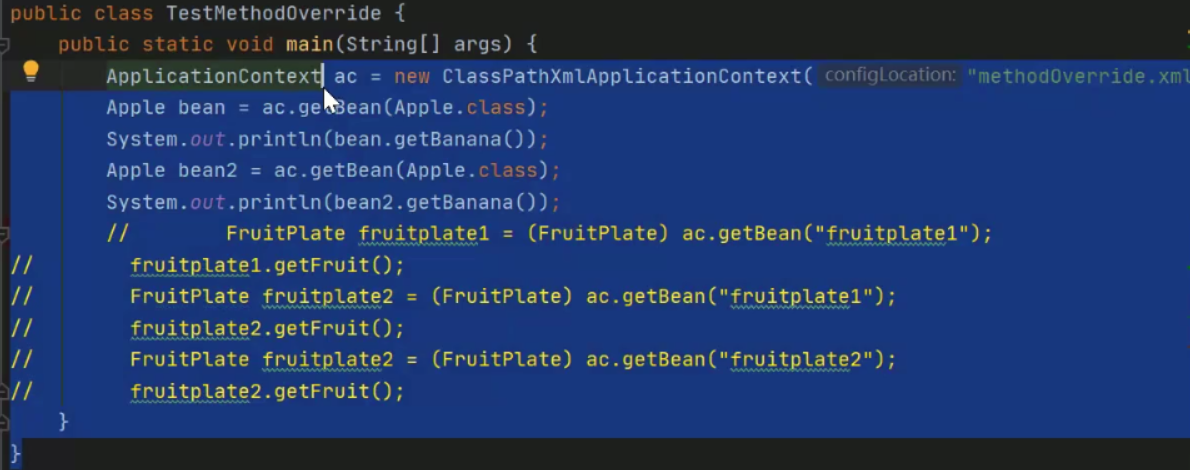 public class TestMethodOverride {
public static void main(String[] args) {
ApplicationContext ac = new ClassPathXmlApplicationContext( configLocation: "methodOverride.xml
Apple bean = ac.getBean(Apple.class);
System.out.println(bean.getBanana());
Apple bean2 = ac.getBean(Apple.class);
System.out.println(bean2.getBanana());
// FruitPlate fruitplate1 = (FruitPlate) ac.getBean("fruitplate1");
// fruitplate1.getFruit();
// FruitPlate fruitplate2 = (FruitPlate) ac.getBean("fruitplate1");
// fruitplate2.getFruit();
// FruitPlate fruitplate2 = (FruitPlate) ac.getBean("fruitplate2");
// fruitplate2.getFruit();
}
}